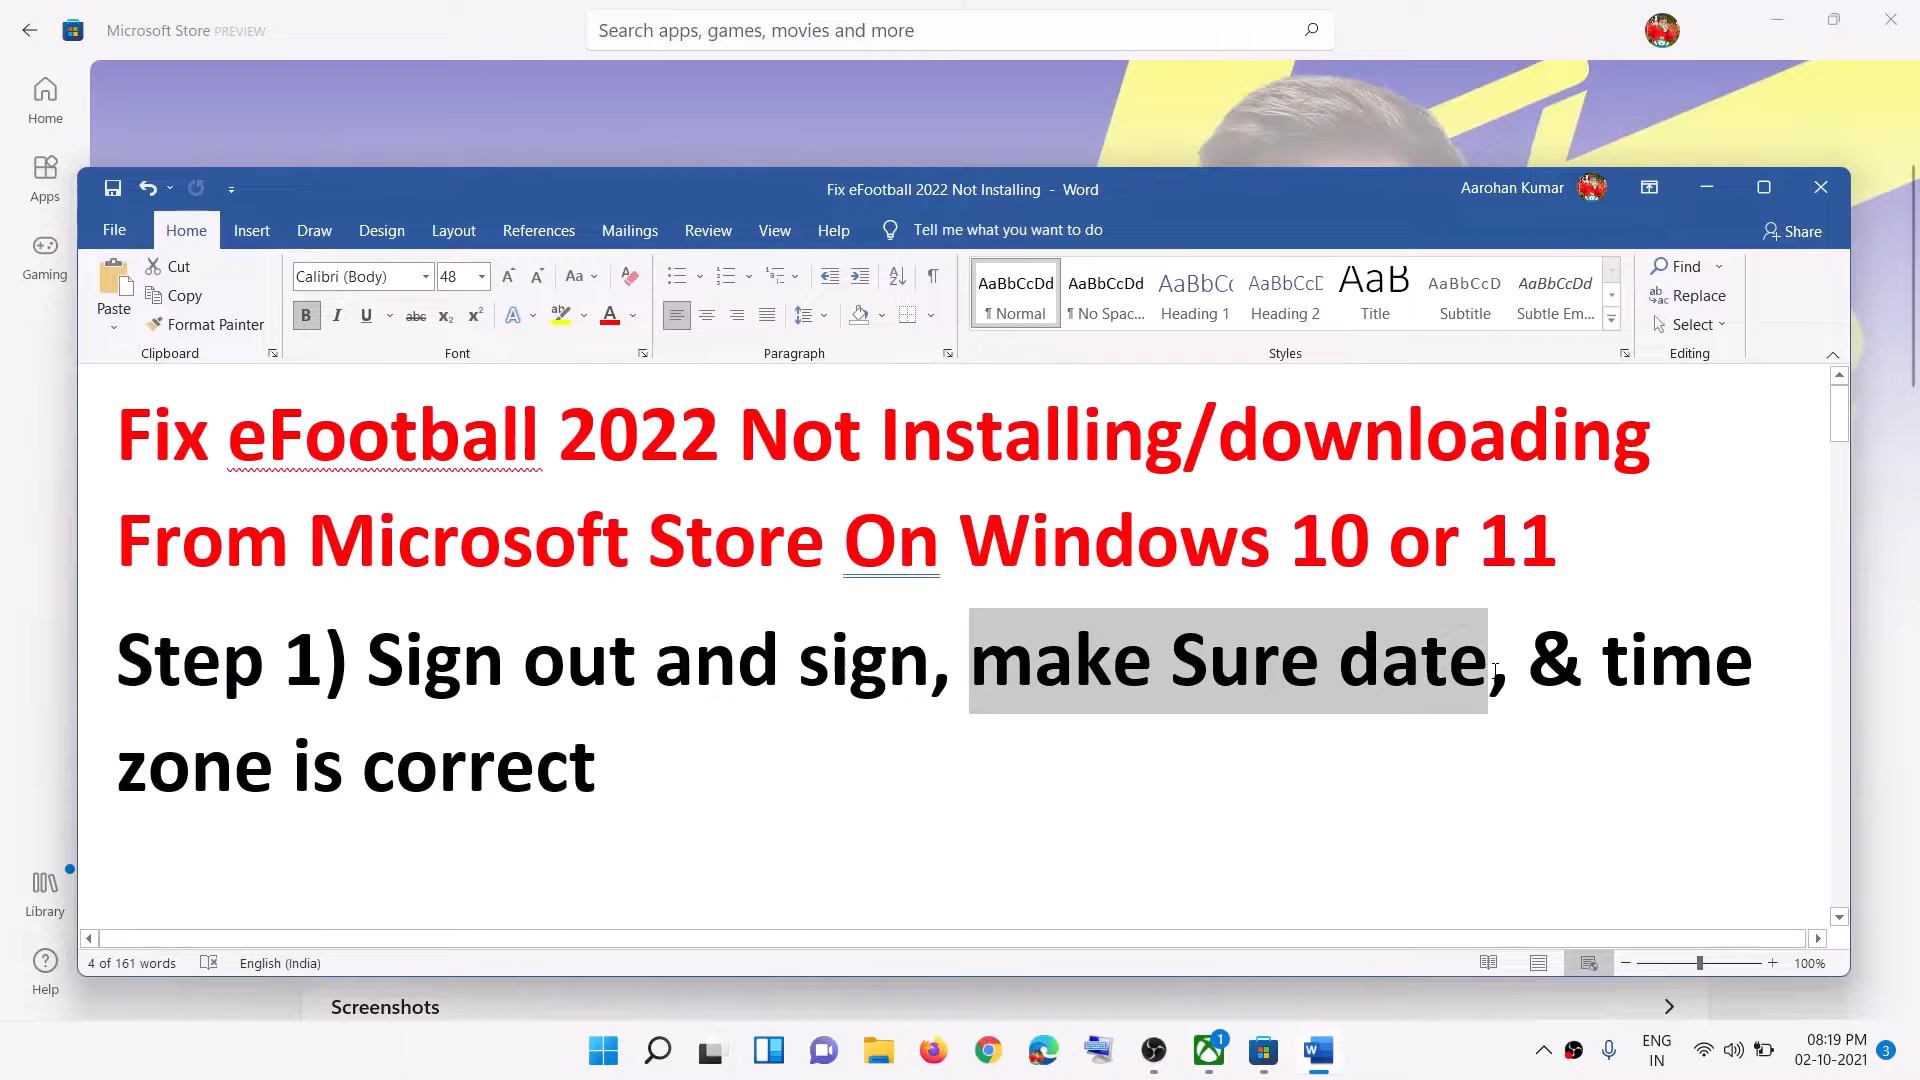 Microsoft Store PREVIEW
Search apps, games, movies and more
Home
Apps
Gaming
Library
Help
Fix eFootball 2022 Not Installing - Word
Aarohan Kumar
File
Home
Insert
Draw
Design
Layout
References
Mailings
Review
View
Help
Tell me what you want to do
Share
Paste
Cut
Copy
Format Painter
Clipboard
Calibri (Body)
48
Font
Paragraph
AaBbCcDd
¶ Normal
AaBbCcDd
¶ No Spac...
AaBbCc
Heading 1
AaBbCcD
Heading 2
AaB
Title
AaBbCcD
Subtitle
AaBbCcDd
Subtle Em...
Styles
Find
Replace
Select
Editing
Fix eFootball 2022 Not Installing/downloading
From Microsoft Store On Windows 10 or 11
Step 1) Sign out and sign, make Sure date, & time
zone is correct
4 of 161 words
English (India)
100%
Screenshots
1
ENG
IN
08:19 PM
02-10-2021
3